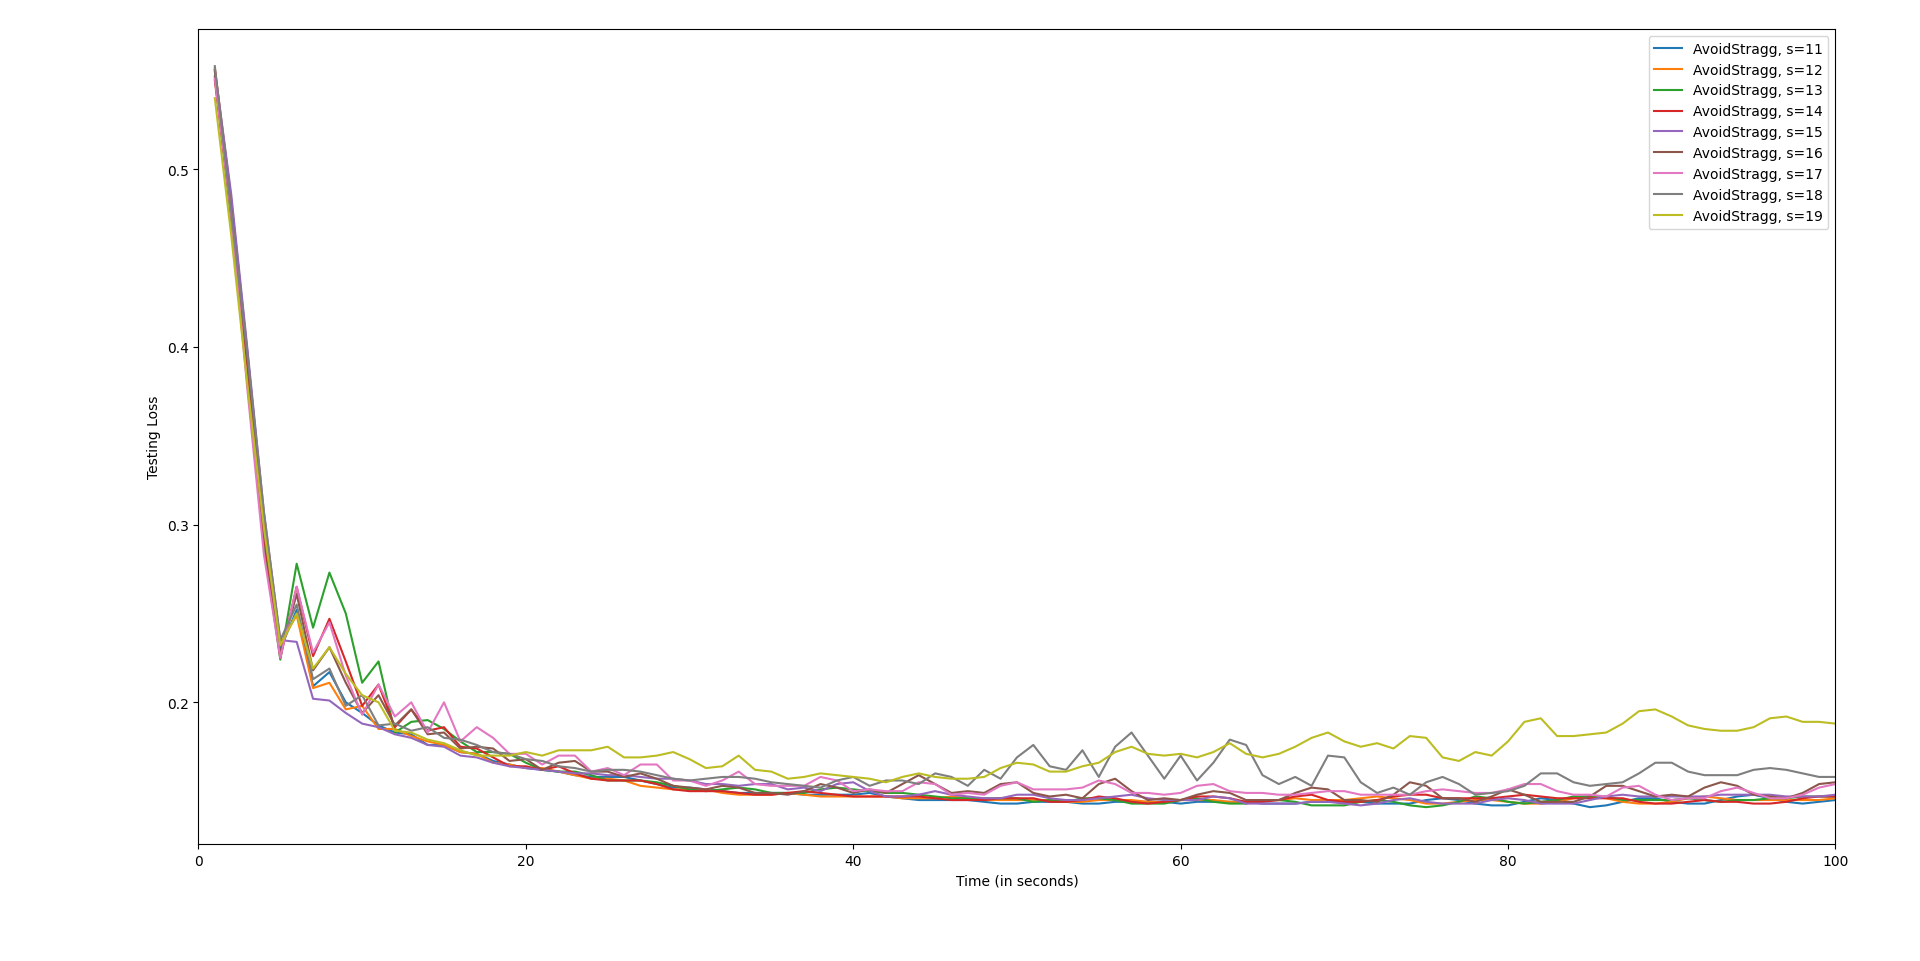 AvoidStragg, s=11
AvoidStragg, s=12
AvoidStragg, s=13
AvoidStragg, s=14
AvoidStragg, s=15
AvoidStragg, s=16
AvoidStragg, s=17
AvoidStragg, s=18
AvoidStragg, s=19
0.5
0.4
0.3
0.2
Testing Loss
0 20 40 60 80 100
Time (in seconds)